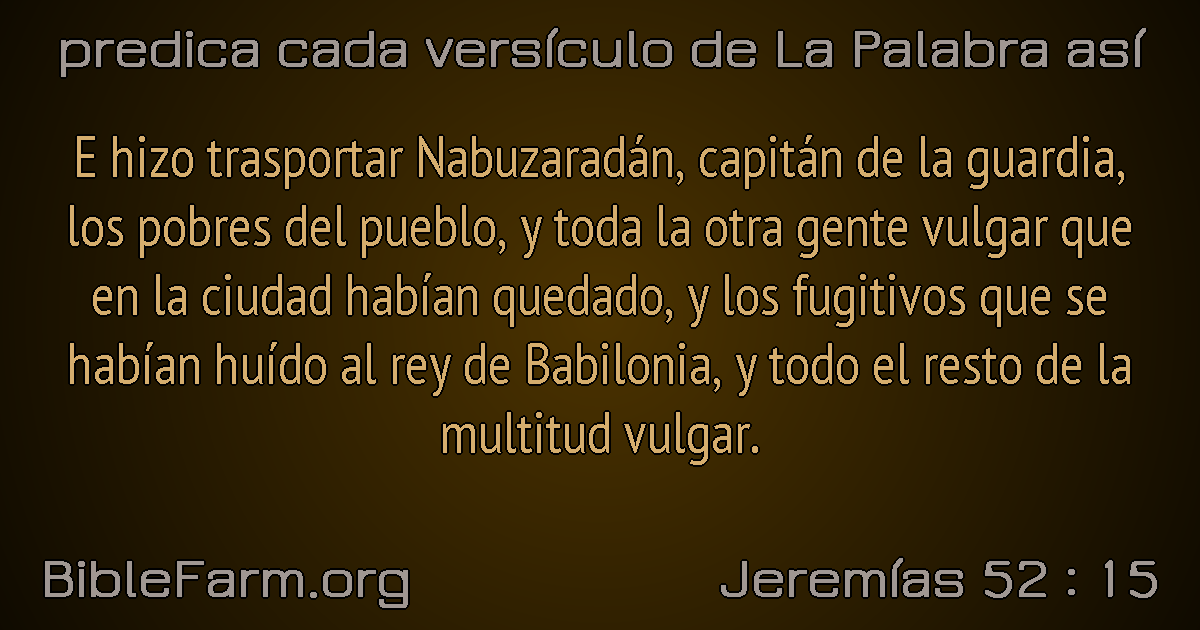 predica cada versículo de La Palabra así
E hizo trasportar Nabuzaradán, capitán de la guardia,
los pobres del pueblo, y toda la otra gente vulgar que
en la ciudad habían quedado, y los fugitivos que se
habían huído al rey de Babilonia, y todo el resto de la
multitud vulgar.
BibleFarm.org
Jeremías 52 : 15